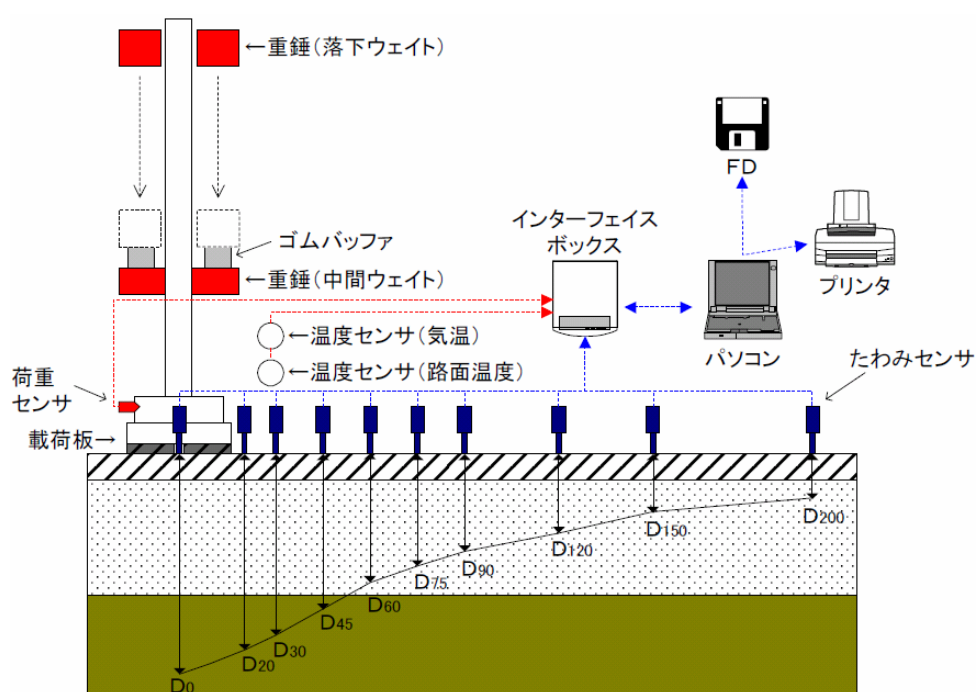 ←重錘(落下ウェイト)
FD
インターフェイス
ボックス
ゴムバッファ
←重錘(中間ウェイト)
プリンタ
←温度センサ(気温)
パソコン
←温度センサ(路面温度)
たわみセンサ
荷重
センサ
載荷板→
D0
D20
D30
D45
D60
D75
D90
D120
D150
D200